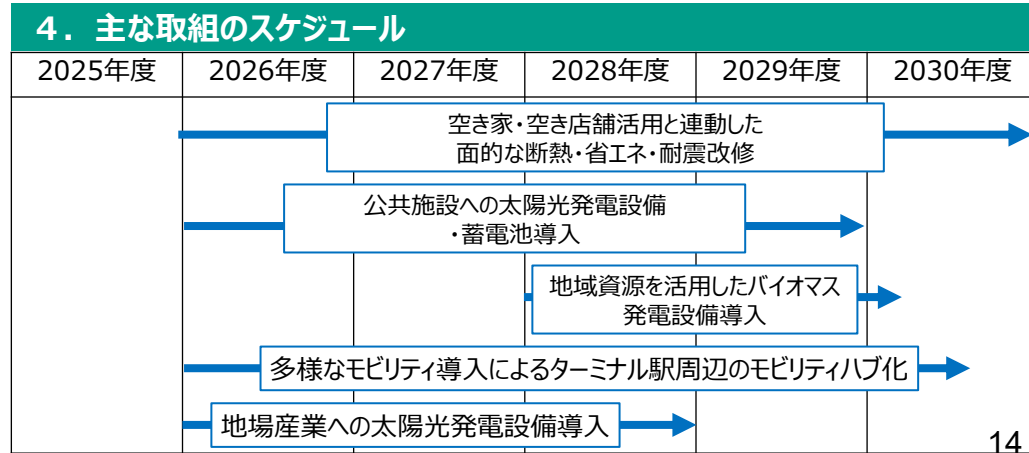 ４．主な取組のスケジュール
2025年度 2026年度 2027年度 2028年度 2029年度 2030年度
空き家・空き店舗活用と連動した
面的な断熱・省エネ・耐震改修
公共施設への太陽光発電設備
・蓄電池導入
地域資源を活用したバイオマス
発電設備導入
多様なモビリティ導入によるターミナル駅周辺のモビリティハブ化
地場産業への太陽光発電設備導入
14